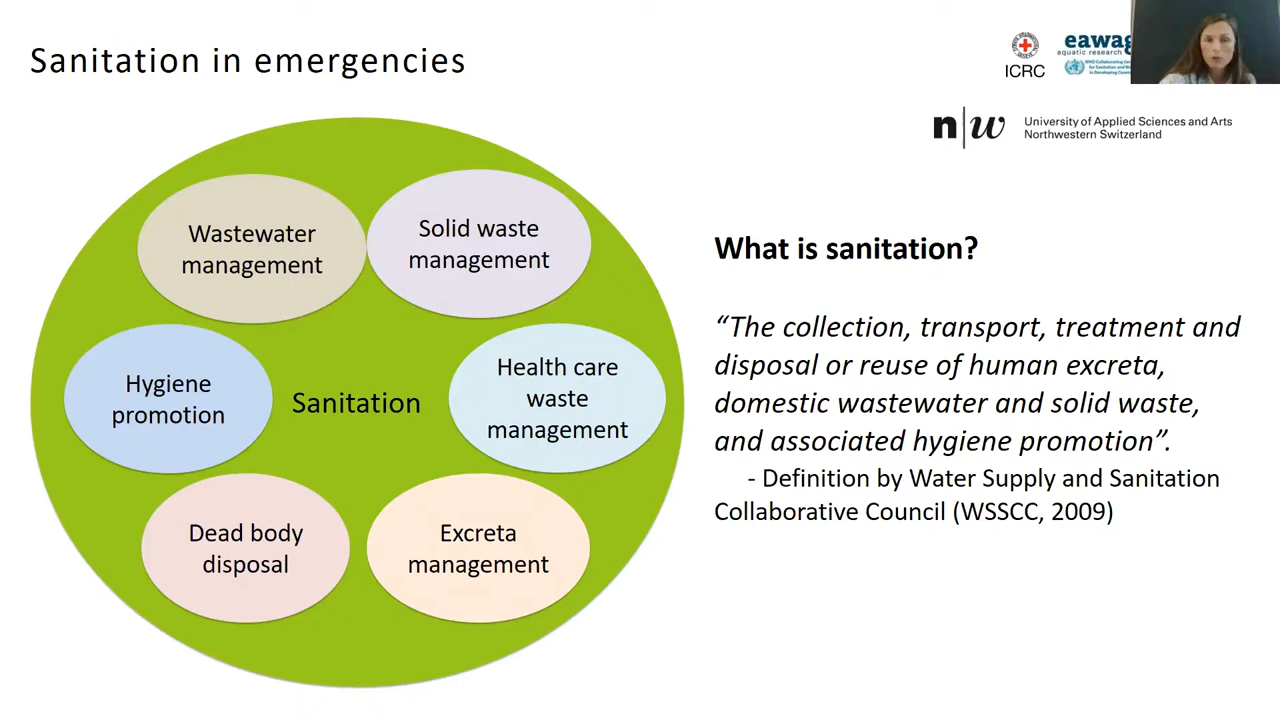 Sanitation in emergencies
ICRC
eawag
aquatic research
n|w
University of Applied Sciences and Arts
Northwestern Switzerland
Wastewater
management
Solid waste
management
Hygiene
promotion
Sanitation
Health care
waste
management
Dead body
disposal
Excreta
management
What is sanitation?
“The collection, transport, treatment and
disposal or reuse of human excreta,
domestic wastewater and solid waste,
and associated hygiene promotion”.
- Definition by Water Supply and Sanitation
Collaborative Council (WSSCC, 2009)